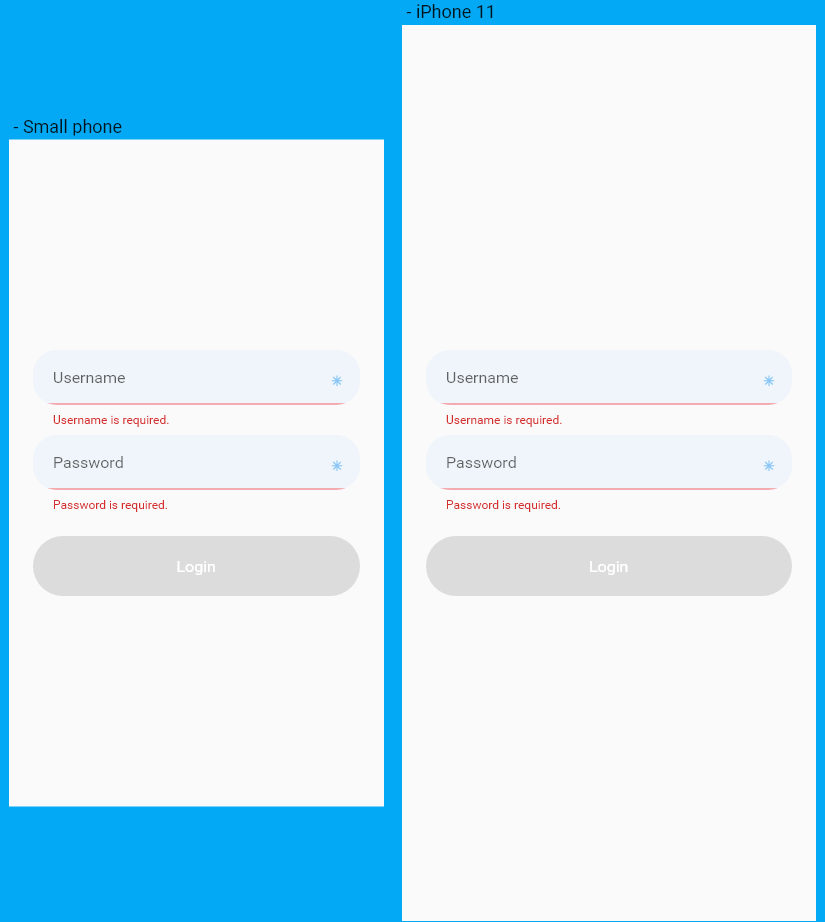 - Small phone
Username
Username is required.
Password
Password is required.
Login
- iPhone 11
Username
Username is required.
Password
Password is required.
Login